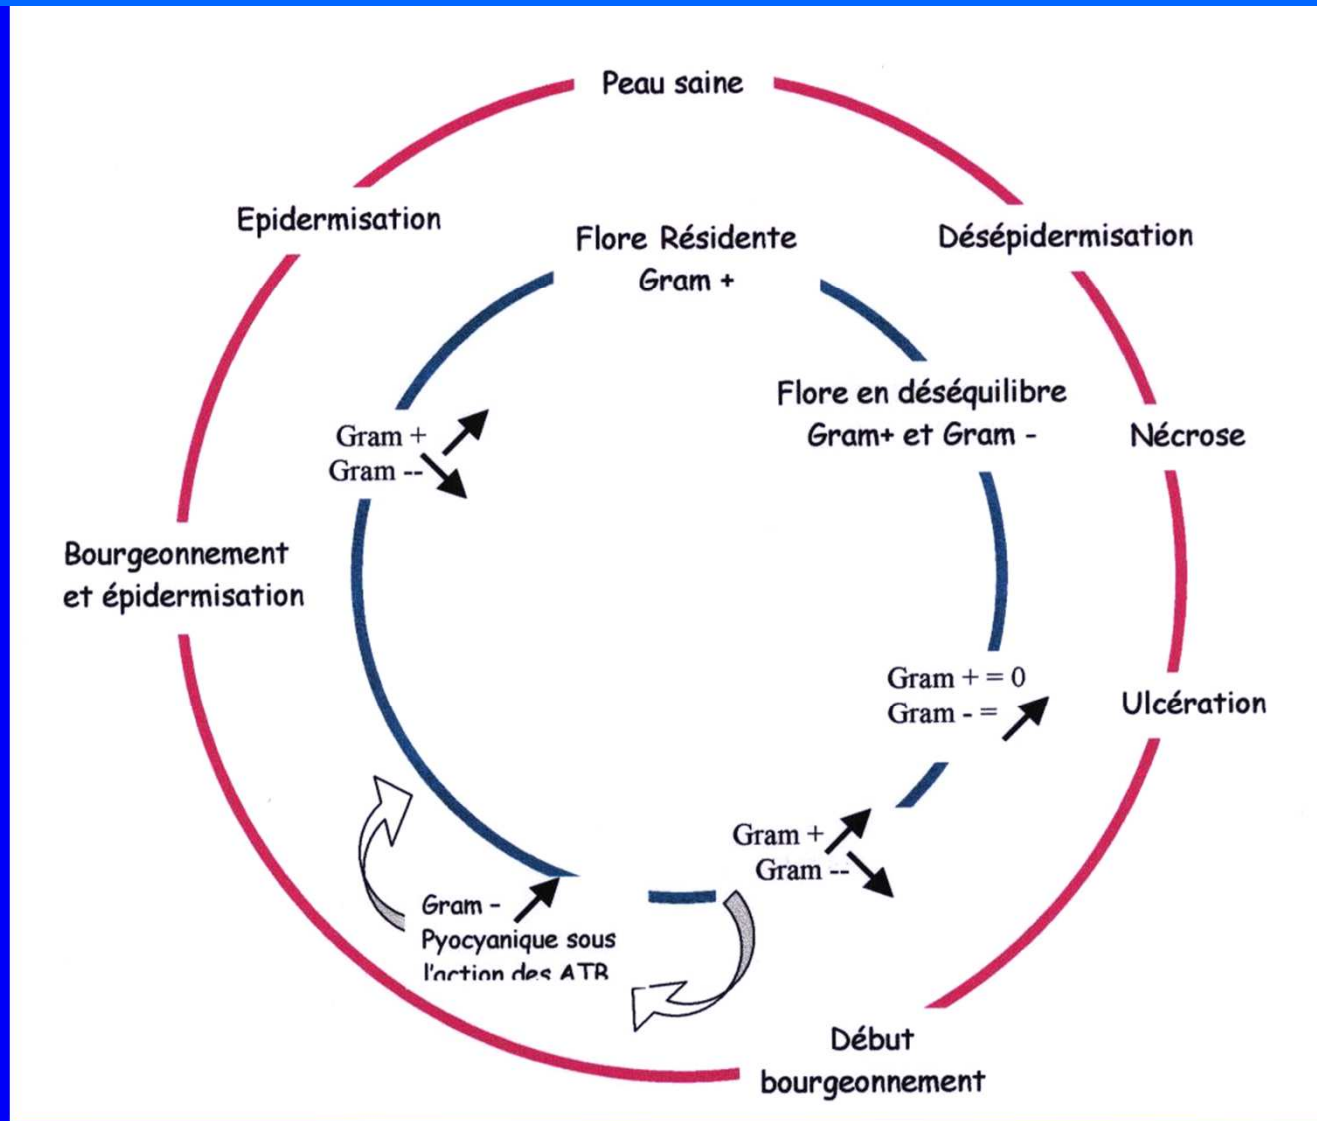 Peau saine
Epidermisation
Flore Résidente
Gram +
Désépidermisation
Flore en déséquilibre
Gram+ et Gram -
Nécrose
Gram +
Gram --
Bourgeonnement
et épidermisation
Gram + = 0
Gram - =
Ulcération
Gram +
Gram --
Gram -
Pyocyanique sous
l'action des ATB
Début
bourgeonnement